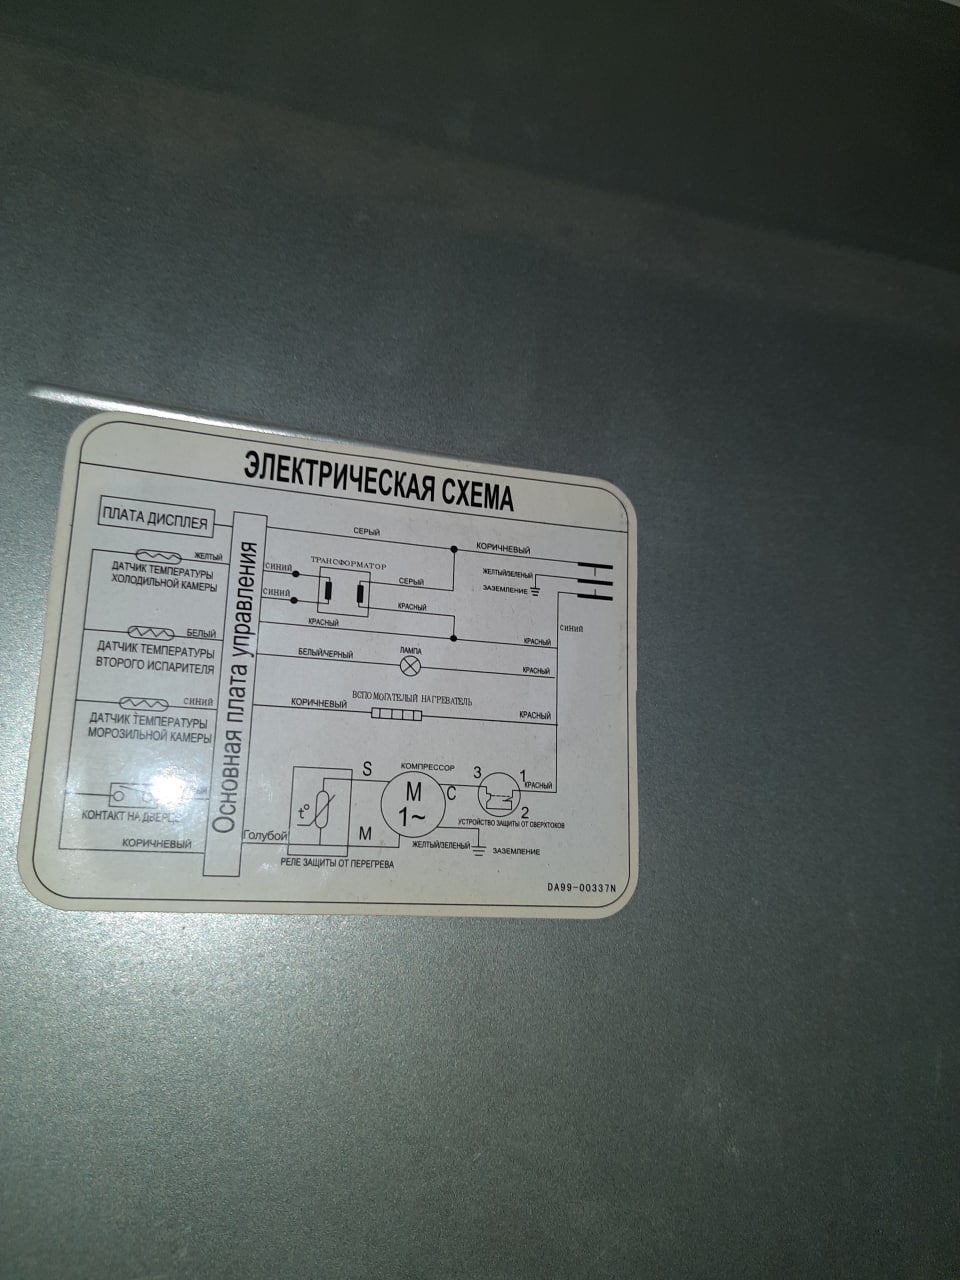 ЭЛЕКТРИЧЕСКАЯ СХЕМА
ПЛАТА ДИСПЛЕЯ
СЕРЫЙ
КОРИЧНЕВЫЙ
ЖЕЛТЫЙ
ДАТЧИК ТЕМПЕРАТУРЫ
ХОЛОДИЛЬНОЙ КАМЕРЫ
СИНИЙ
ТРАНСФОРМАТОР
СЕРЫЙ
ЖЕЛТЫЙ/ЗЕЛЕНЫЙ
ЗАЗЕМЛЕНИЕ
СИНИЙ
КРАСНЫЙ
КРАСНЫЙ
СИНИЙ
КРАСНЫЙ
БЕЛЫЙ
ДАТЧИК ТЕМПЕРАТУРЫ
ВТОРОГО ИСПАРИТЕЛЯ
БЕЛЫЙ/ЧЕРНЫЙ
ЛАМПА
КРАСНЫЙ
СИНИЙ
ДАТЧИК ТЕМПЕРАТУРЫ
МОРОЗИЛЬНОЙ КАМЕРЫ
КОРИЧНЕВЫЙ
ВСПОМОГАТЕЛЫЙ НАГРЕВАТЕЛЬ
КРАСНЫЙ
Основная плата управления
КОНТАКТ НА
КОРИЧНЕВЫЙ
Голубой
t°
S
M
РЕЛЕ ЗАЩИТЫ ОТ ПЕРЕГРЕВА
КОМПРЕССОР
M
1~
C
3
1
2
КРАСНЫЙ
УСТРОЙСТВО ЗАЩИТЫ ОТ СВЕРХТОКОВ
ЖЕЛТЫЙ/ЗЕЛЕНЫЙ
ЗАЗЕМЛЕНИЕ
DA99-00337N